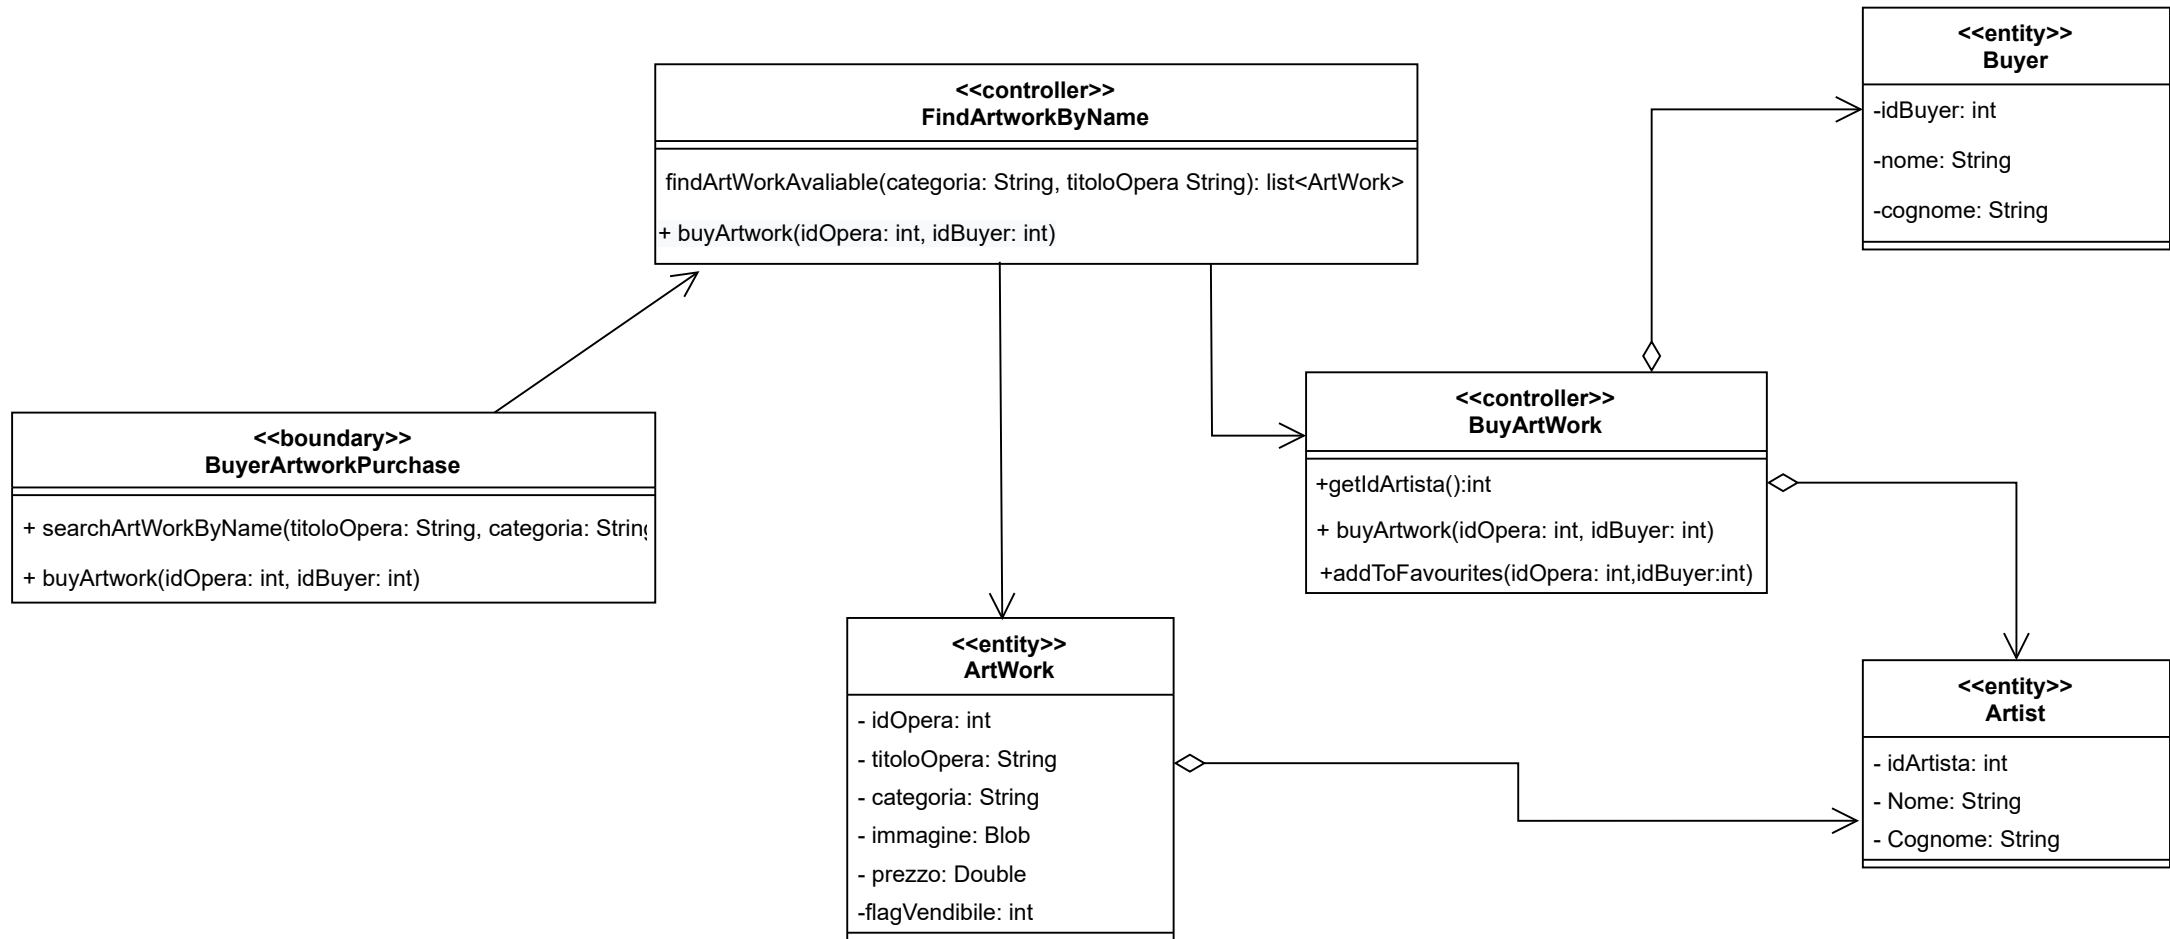 <<entity>>
Buyer
-idBuyer: int
-nome: String
-cognome: String
<<controller>>
FindArtworkByName
findArtWorkAvaliable(categoria: String, titoloOpera String): list<ArtWork>
+ buyArtwork(idOpera: int, idBuyer: int)
<<boundary>>
BuyerArtworkPurchase
+ searchArtWorkByName(titoloOpera: String, categoria: String
+ buyArtwork(idOpera: int, idBuyer: int)
<<controller>>
BuyArtWork
+getIdArtista():int
+ buyArtwork(idOpera: int, idBuyer: int)
+addToFavourites(idOpera: int,idBuyer:int)
<<entity>>
ArtWork
- idOpera: int
- titoloOpera: String
- categoria: String
- immagine: Blob
- prezzo: Double
-flagVendibile: int
<<entity>>
Artist
- idArtista: int
- Nome: String
- Cognome: String